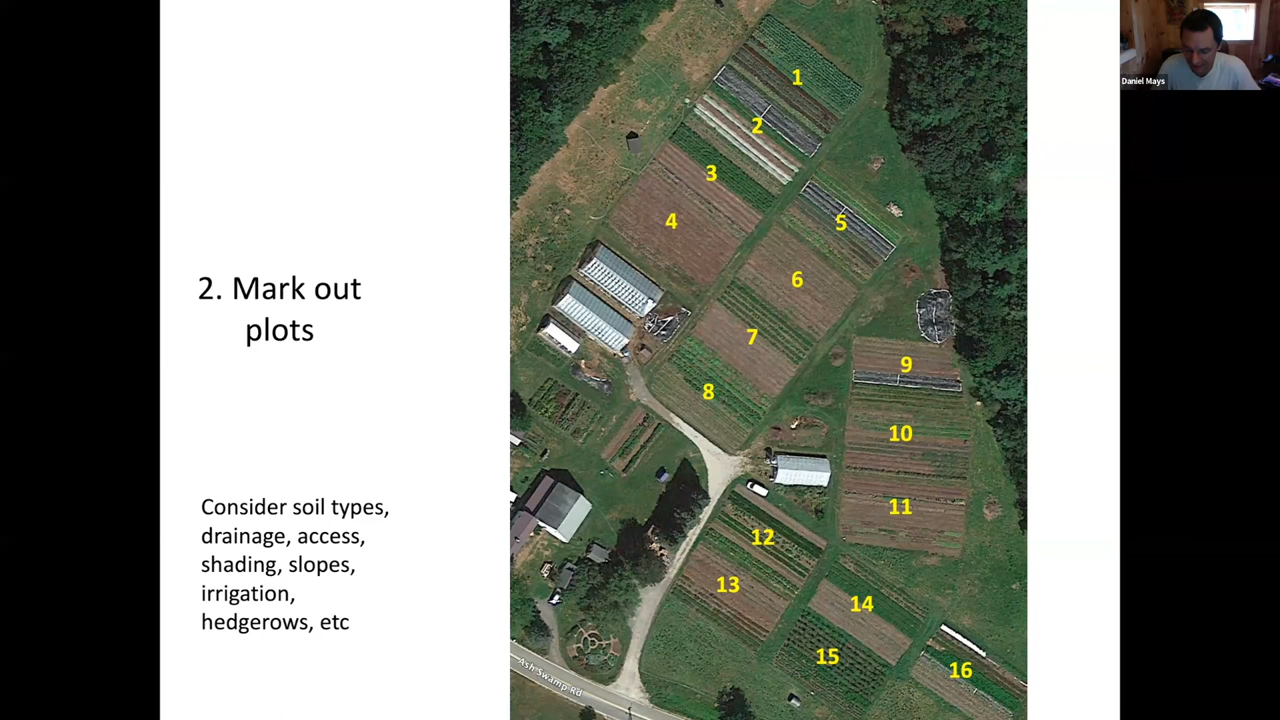 2. Mark out
plots
Consider soil types,
drainage, access,
shading, slopes,
irrigation,
hedgerows, etc
1
2
3
4
5
6
7
8
9
10
11
12
13
14
15
16
Ash Swamp Rd
Daniel Mays